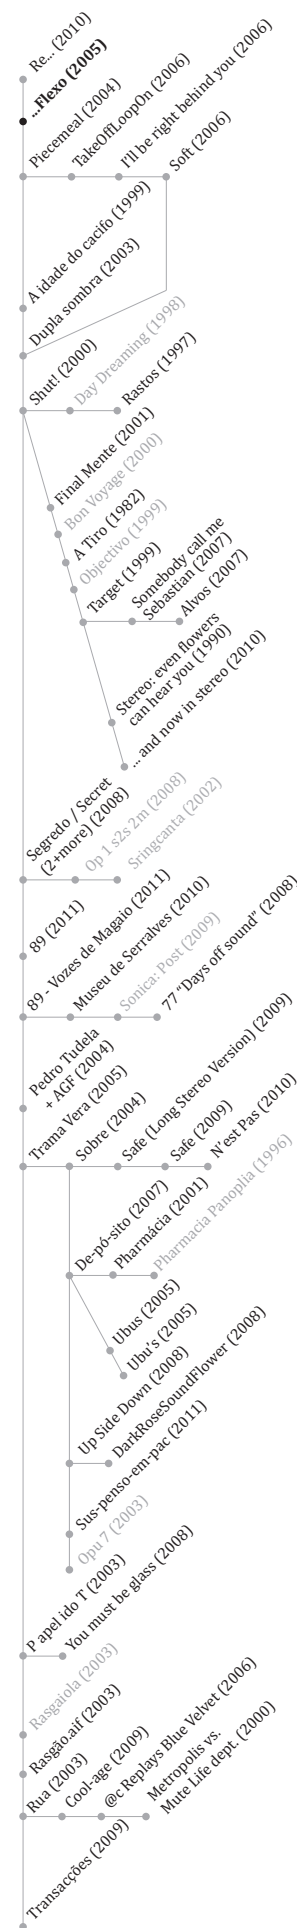 Re... (2010)
...Flexo (2005)
Piecemeal (2004)
TakeOffLoopOn (2006)
I'll be right behind you (2006)
Soft (2006)
A idade do cacifo (1999)
Dupla sombra (2003)
Shut! (2000)
Day Dreaming (1998)
Rastos (1997)
Final Mente (2001)
Bon Voyage (2000)
A Tiro (1982)
Objectivo (1999)
Target (1999)
Somebody call me
Sebastian (2007)
Alvos (2007)
Stereo: even flowers
can hear you (1990)
... and now in stereo (2010)
Segredo / Secret
(2+more) (2008)
Op 1 s2s 2m (2008)
Sringcanta (2002)
89 (2011)
89 - Vozes de Magaio (2011)
Museu de Serralves (2010)
Sonica: Post (2009)
77 “Days off sound” (2008)
Pedro Tudela
+ AGF (2004)
Trama Vera (2005)
Sobre (2004)
Safe (Long Stereo Version) (2009)
Safe (2009)
N'est Pas (2010)
De-pó-sito (2007)
Pharmácia (2001)
Pharmacia Panoplia (1996)
Ubus (2005)
Ubu's (2005)
Up Side Down (2008)
DarkRoseSoundFlower (2008)
Sus-penso-em-pac (2011)
Opu 7 (2003)
P apel ido T (2003)
You must be glass (2008)
Rasgaiola (2003)
Rasgãoaif (2003)
Rua (2003)
Cool-age (2009)
@c Replays Blue Velvet (2006)
Metropolis vs.
Mute Life dept. (2000)
Transacções (2009)